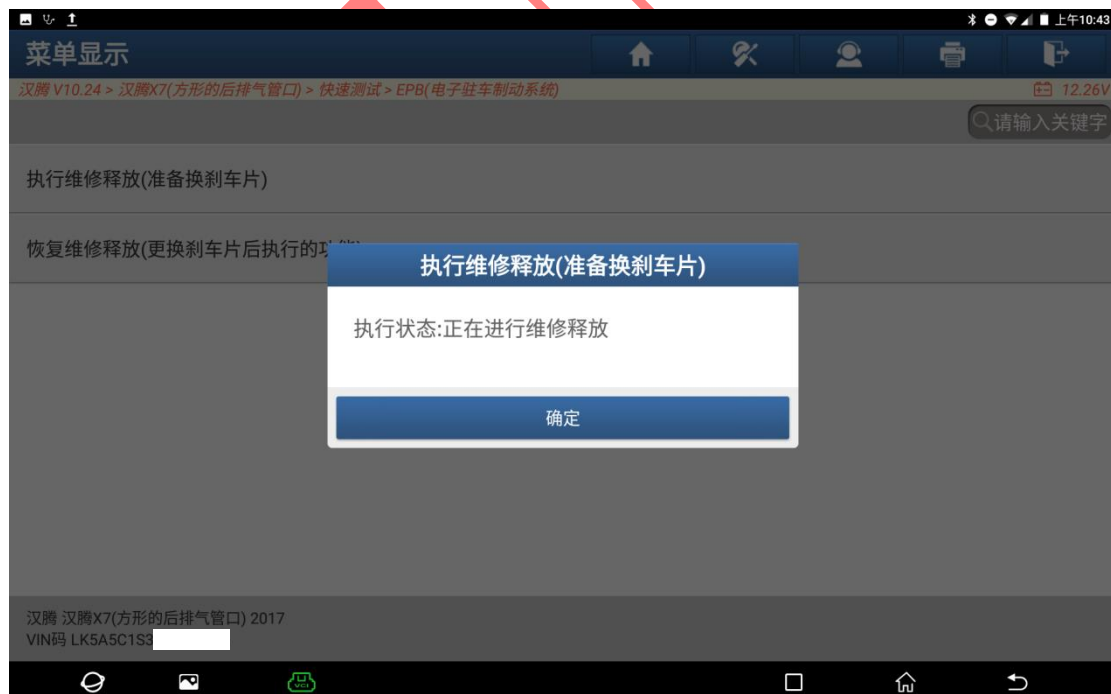 上午10:43
菜单显示
汉腾 V10.24 > 汉腾X7(方形的后排气管口) > 快速测试 > EPB(电子驻车制动系统)
12.26V
请输入关键字
执行维修释放(准备换刹车片)
恢复维修释放(更换刹车片后执行的功能)
执行维修释放(准备换刹车片)
执行状态:正在进行维修释放
确定
汉腾 汉腾X7(方形的后排气管口) 2017
VIN码 LK5A5C1S3
VCI